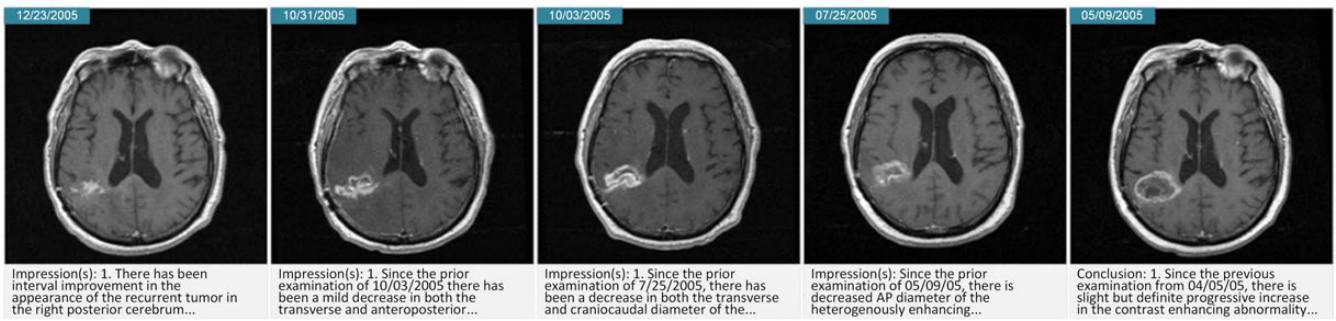 12/23/2005
Impression(s): 1. There has been
interval improvement in the
appearance of the recurrent tumor in
the right posterior cerebrum...
10/31/2005
Impression(s): 1. Since the prior
examination of 10/03/2005 there has
been a mild decrease in both the
transverse and anteroposterior...
10/03/2005
Impression(s): 1. Since the prior
examination of 7/25/2005, there has
been a decrease in both the transverse
and craniocaudal diameter of the...
07/25/2005
Impression(s): Since the prior
examination of 05/09/05, there is
decreased AP diameter of the
heterogenously enhancing...
05/09/2005
Conclusion: 1. Since the previous
examination from 04/05/05, there is
slight but definite progressive increase
in the contrast enhancing abnormality...